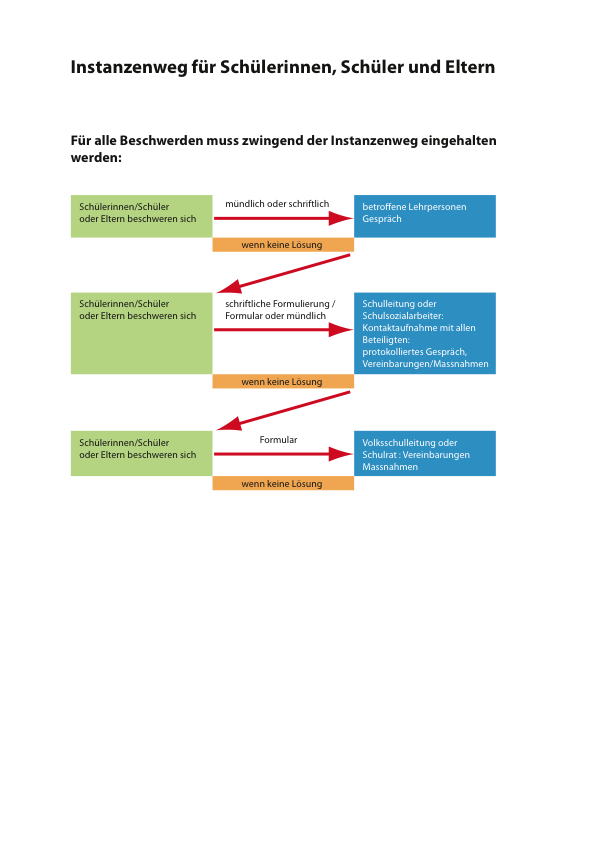 Instanzenweg für Schülerinnen, Schüler und Eltern
Für alle Beschwerden muss zwingend der Instanzenweg eingehalten
werden:
Schülerinnen/Schüler
oder Eltern beschweren sich
mündlich oder schriftlich
betroffene Lehrpersonen
Gespräch
wenn keine Lösung
Schülerinnen/Schüler
oder Eltern beschweren sich
schriftliche Formulierung /
Formular oder mündlich
Schulleitung oder
Schulsozialarbeiter:
Kontaktaufnahme mit allen
Beteiligten:
protokolliertes Gespräch,
Vereinbarungen/Massnahmen
wenn keine Lösung
Schülerinnen/Schüler
oder Eltern beschweren sich
Formular
Volksschulleitung oder
Schulrat : Vereinbarungen
Massnahmen
wenn keine Lösung